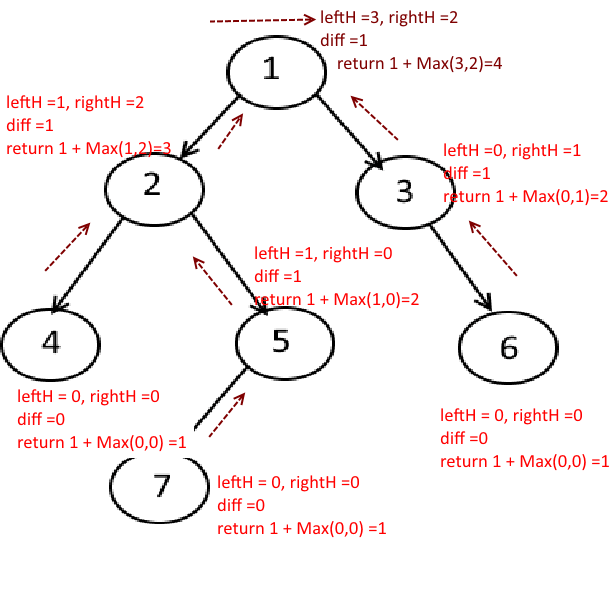 leftH =3, rightH =2
diff =1
return 1 + Max(3,2)=4
1
leftH =1, rightH =2
diff =1
return 1 + Max(1,2)=3
2
leftH =0, rightH =1
diff =1
return 1 + Max(0,1)=2
3
leftH =1, rightH =0
diff =1
return 1 + Max(1,0)=2
4
5
6
leftH = 0, rightH =0
diff =0
return 1 + Max(0,0) =1
leftH = 0, rightH =0
diff =0
return 1 + Max(0,0) =1
7
leftH = 0, rightH =0
diff =0
return 1 + Max(0,0) =1